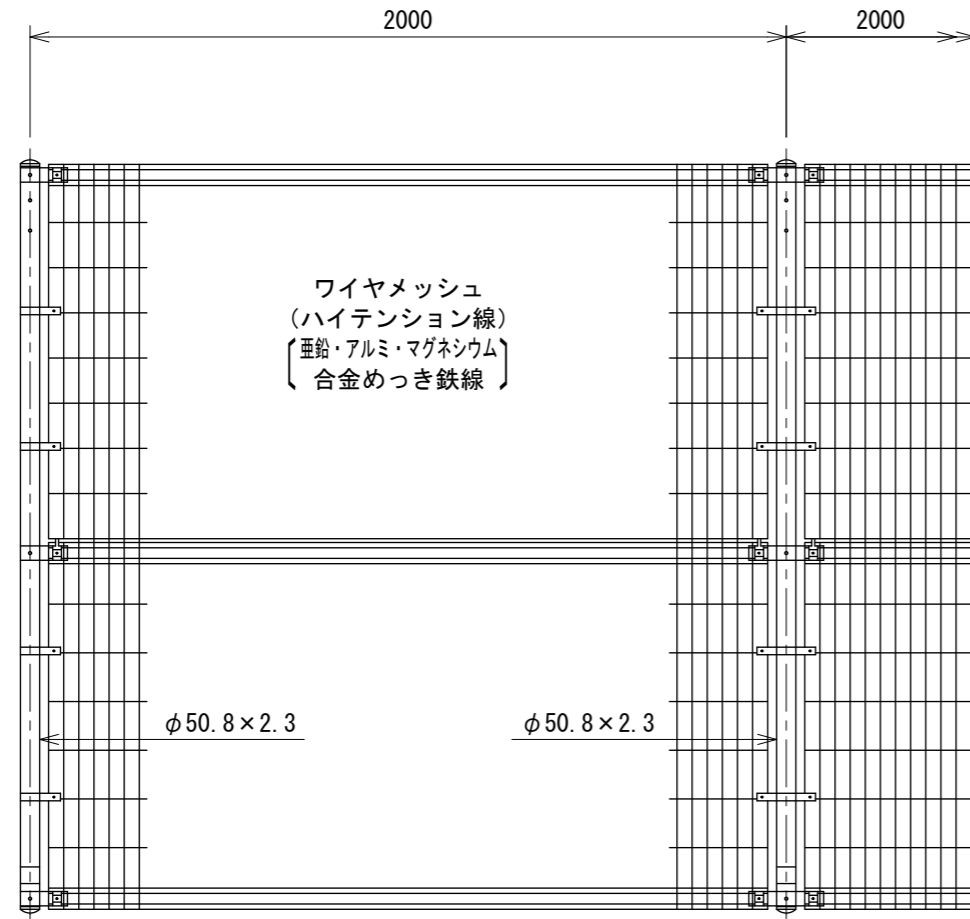 2000
2000
ワイヤメッシュ
(ハイテンション線)
亜鉛・アルミ・マグネシウム
合金めっき鉄線
φ50.8×2.3
φ50.8×2.3